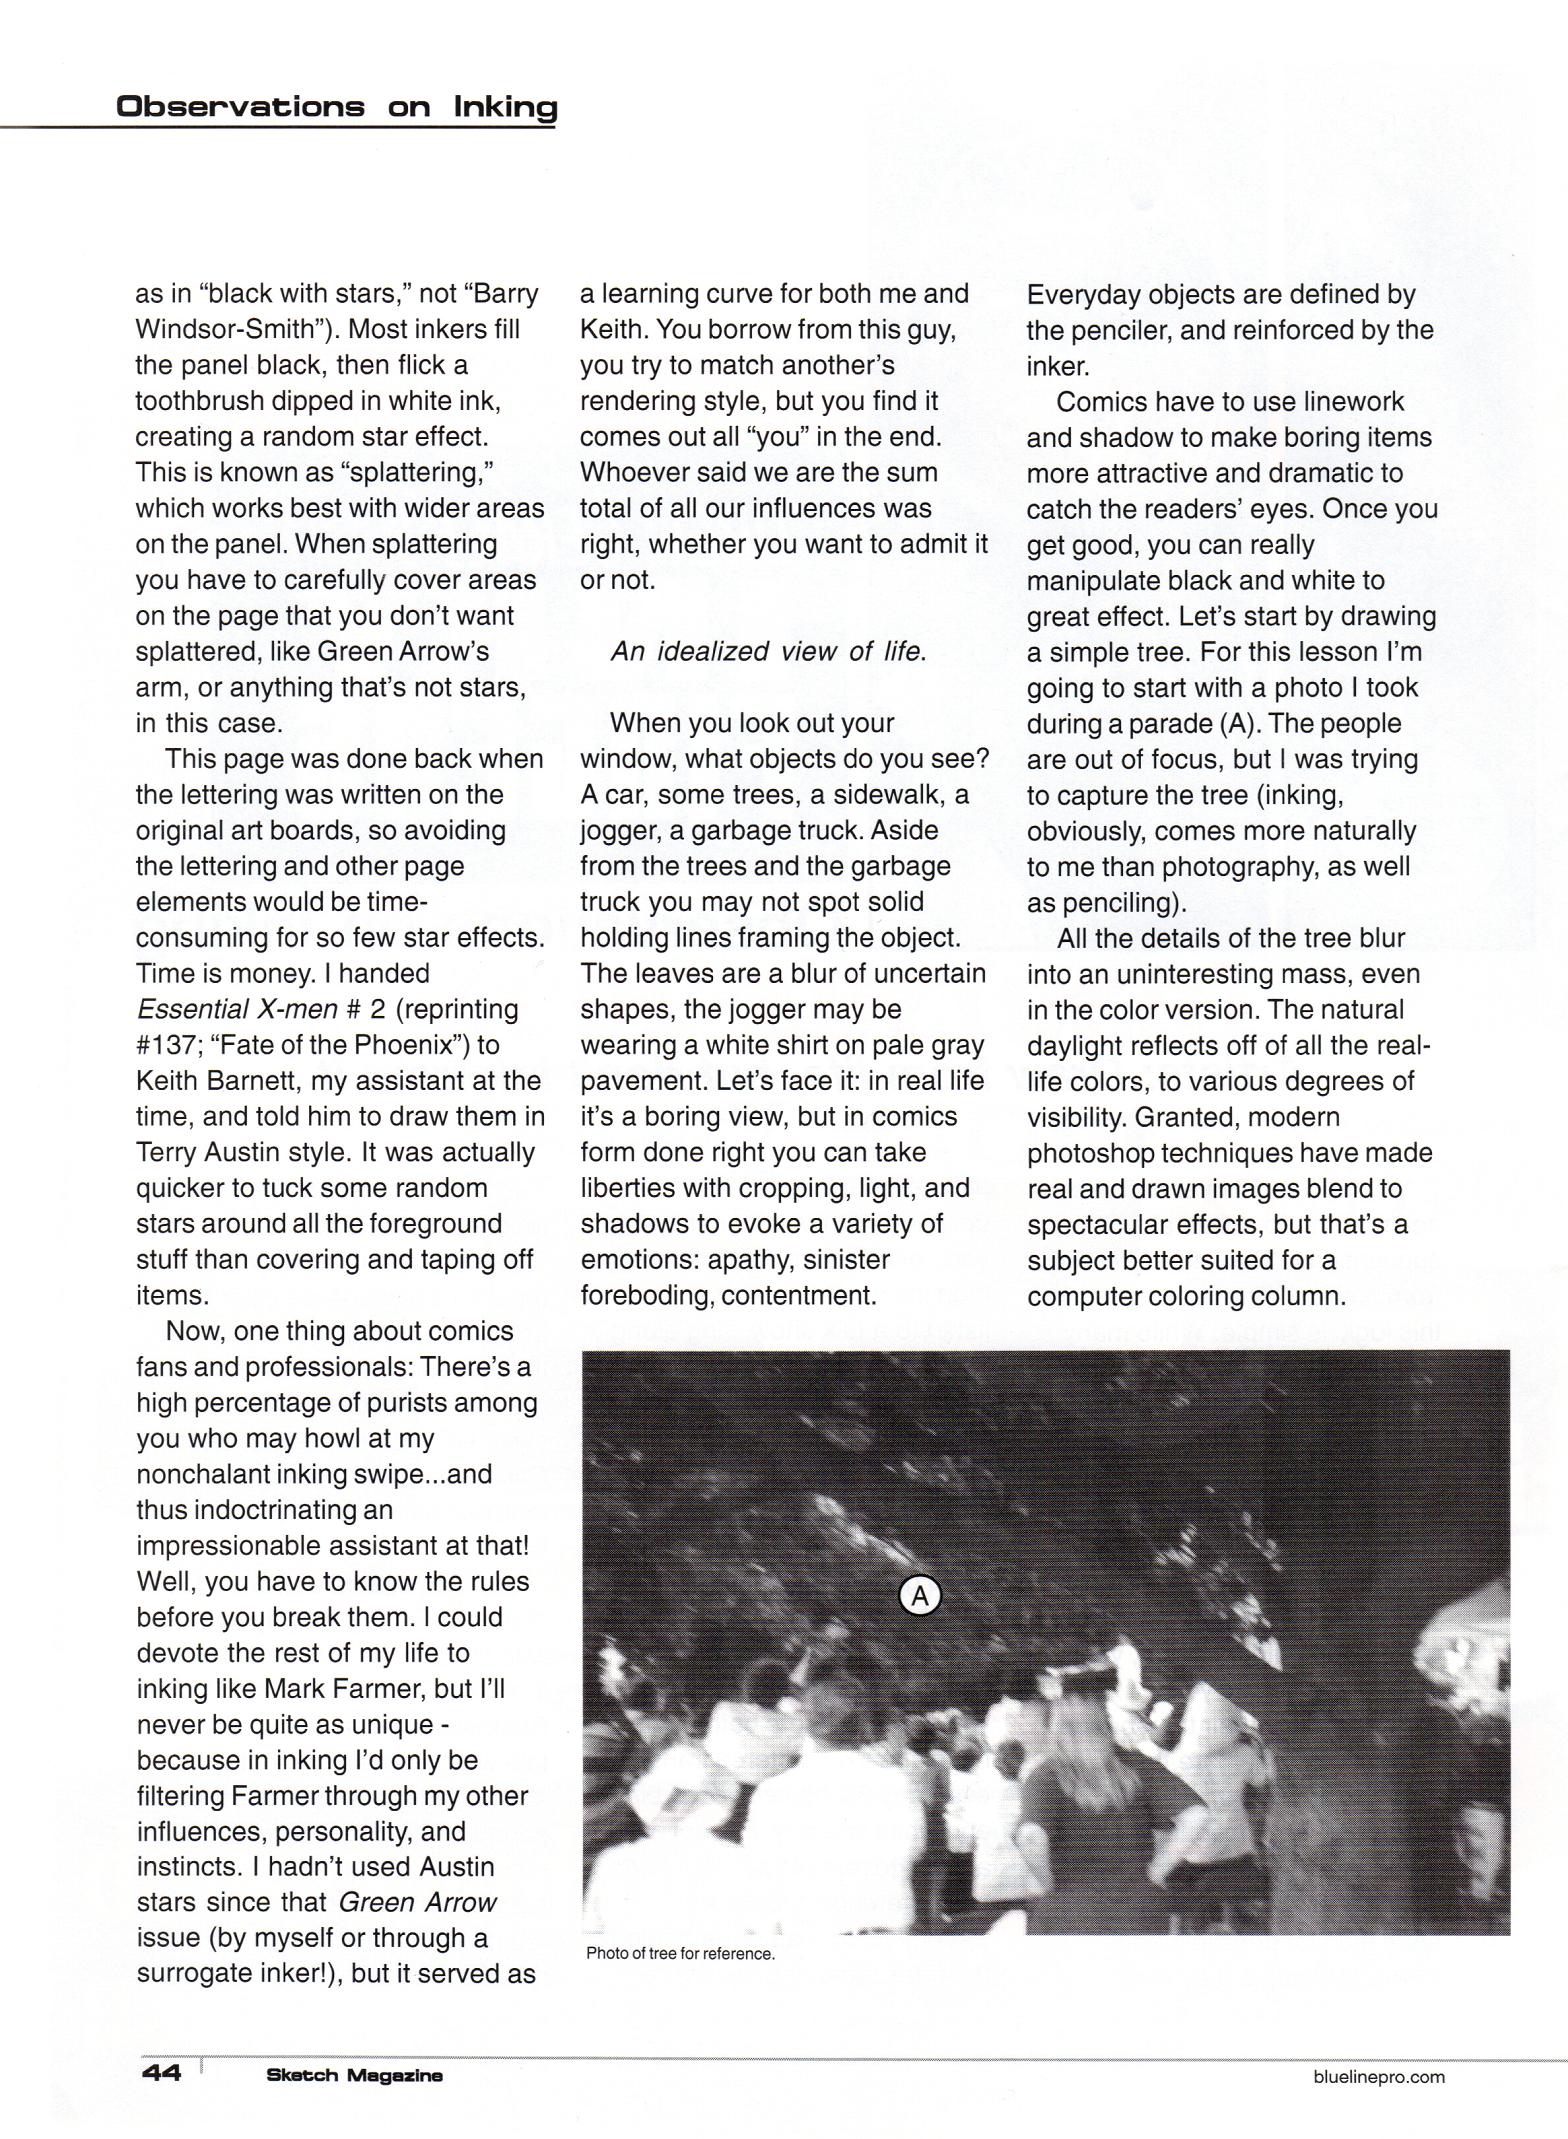 Observations on Inking
as in “black with stars,” not “Barry
Windsor-Smith”). Most inkers fill
the panel black, then flick a
toothbrush dipped in white ink,
creating a random star effect.
This is known as “splattering,”
which works best with wider areas
on the panel. When splattering
you have to carefully cover areas
on the page that you don’t want
splattered, like Green Arrow’s
arm, or anything that’s not stars,
in this case.
This page was done back when
the lettering was written on the
original art boards, so avoiding
the lettering and other page
elements would be time-
consuming for so few star effects.
Time is money. I handed
Essential X-men # 2 (reprinting
#137; “Fate of the Phoenix”) to
Keith Barnett, my assistant at the
time, and told him to draw them in
Terry Austin style. It was actually
quicker to tuck some random
stars around all the foreground
stuff than covering and taping off
items.
Now, one thing about comics
fans and professionals: There’s a
high percentage of purists among
you who may howl at my
nonchalant inking swipe...and
thus indoctrinating an
impressionable assistant at that!
Well, you have to know the rules
before you break them. I could
devote the rest of my life to
inking like Mark Farmer, but I’ll
never be quite as unique -
because in inking I’d only be
filtering Farmer through my other
influences, personality, and
instincts. I hadn’t used Austin
stars since that Green Arrow
issue (by myself or through a
surrogate inker!), but it served as
a learning curve for both me and
Keith. You borrow from this guy,
you try to match another’s
rendering style, but you find it
comes out all “you” in the end.
Whoever said we are the sum
total of all our influences was
right, whether you want to admit it
or not.
An idealized view of life.
When you look out your
window, what objects do you see?
A car, some trees, a sidewalk, a
jogger, a garbage truck. Aside
from the trees and the garbage
truck you may not spot solid
holding lines framing the object.
The leaves are a blur of uncertain
shapes, the jogger may be
wearing a white shirt on pale gray
pavement. Let’s face it: in real life
it’s a boring view, but in comics
form done right you can take
liberties with cropping, light, and
shadows to evoke a variety of
emotions: apathy, sinister
foreboding, contentment.
Everyday objects are defined by
the penciler, and reinforced by the
inker.
Comics have to use linework
and shadow to make boring items
more attractive and dramatic to
catch the readers’ eyes. Once you
get good, you can really
manipulate black and white to
great effect. Let’s start by drawing
a simple tree. For this lesson I’m
going to start with a photo I took
during a parade (A). The people
are out of focus, but I was trying
to capture the tree (inking,
obviously, comes more naturally
to me than photography, as well
as penciling).
All the details of the tree blur
into an uninteresting mass, even
in the color version. The natural
daylight reflects off of all the real-
life colors, to various degrees of
visibility. Granted, modern
photoshop techniques have made
real and drawn images blend to
spectacular effects, but that’s a
subject better suited for a
computer coloring column.
A
Photo of tree for reference.
44
Sketch Magazine
bluelinepro.com